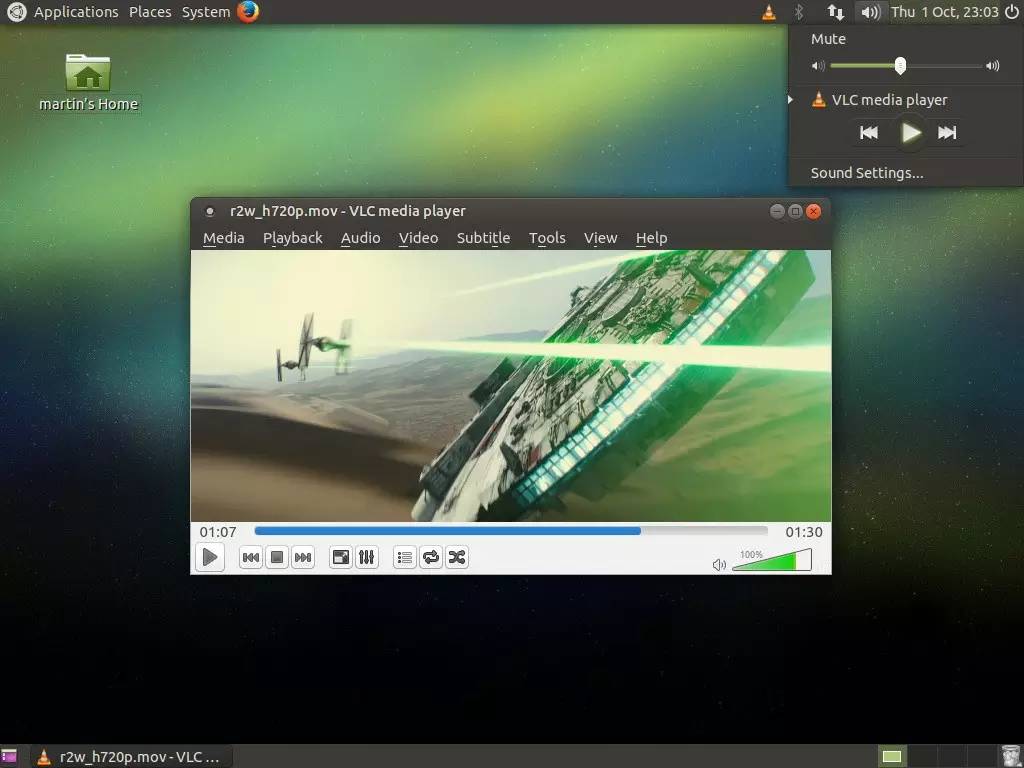 Applications Places System Thu 1 Oct, 23:03
Mute
martin's Home
VLC media player
Sound Settings...
r2w_h720p.mov - VLC media player
Media Playback Audio Video Subtitle Tools View Help
01:07 01:30
100%
r2w_h720p.mov - VLC ...